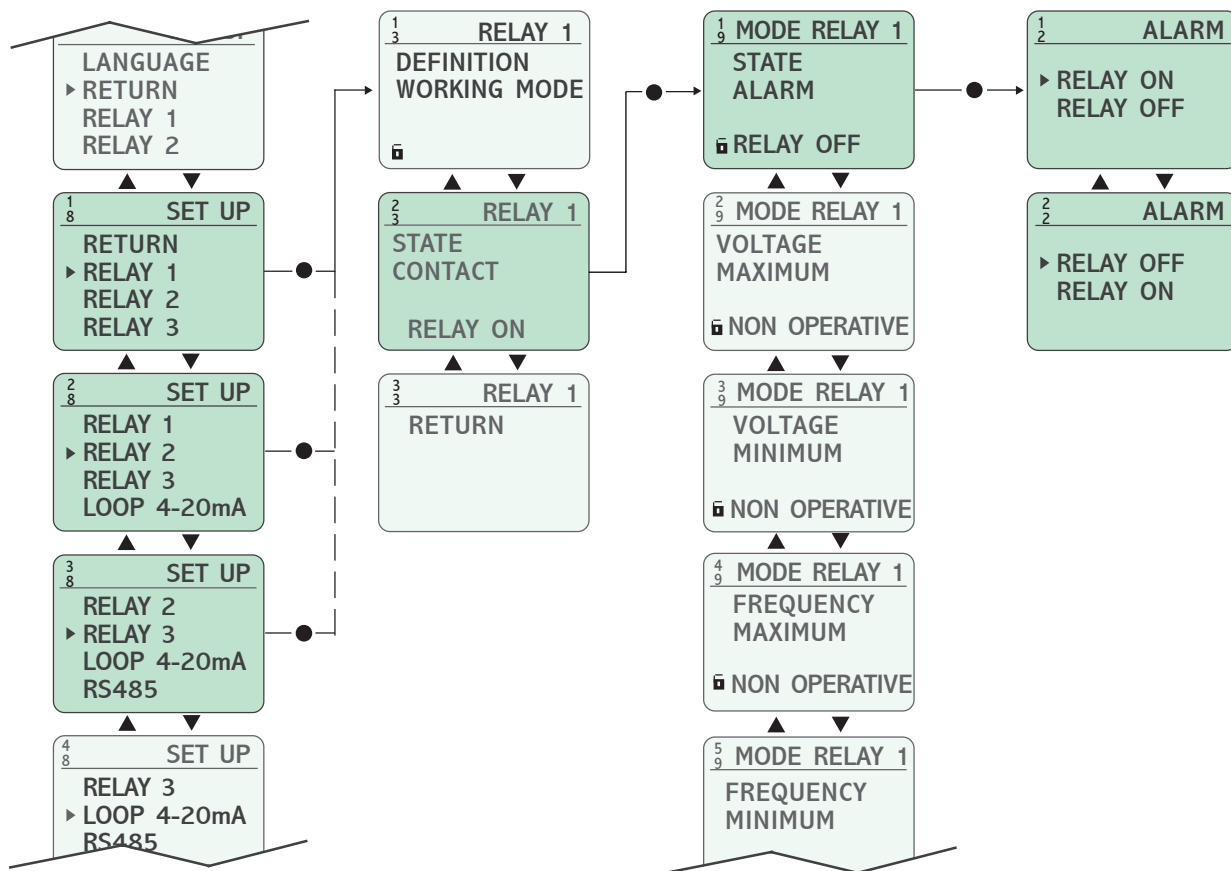 LANGUAGE
▶ RETURN
RELAY 1
RELAY 2
1
8
SET UP
RETURN
▶ RELAY 1
RELAY 2
RELAY 3
2
8
SET UP
RELAY 1
▶ RELAY 2
RELAY 3
LOOP 4-20mA
3
8
SET UP
RELAY 2
▶ RELAY 3
LOOP 4-20mA
RS485
4
8
SET UP
RELAY 3
▶ LOOP 4-20mA
RS485
1
3
RELAY 1
DEFINITION
WORKING MODE
2
3
RELAY 1
STATE
CONTACT
RELAY ON
3
3
RELAY 1
RETURN
1
9
MODE RELAY 1
STATE
ALARM
RELAY OFF
2
9
MODE RELAY 1
VOLTAGE
MAXIMUM
NON OPERATIVE
3
9
MODE RELAY 1
VOLTAGE
MINIMUM
NON OPERATIVE
4
9
MODE RELAY 1
FREQUENCY
MAXIMUM
NON OPERATIVE
5
9
MODE RELAY 1
FREQUENCY
MINIMUM
1
2
ALARM
▶ RELAY ON
RELAY OFF
2
2
ALARM
▶ RELAY OFF
RELAY ON